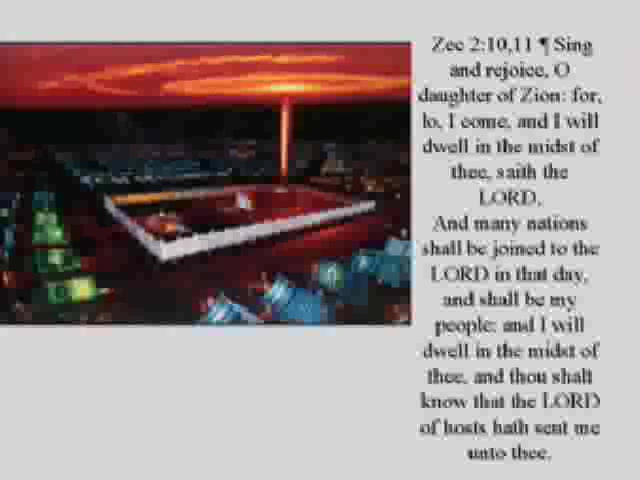 Zec 2:10,11 ¶ Sing
and rejoice, O
daughter of Zion: for,
lo, I come, and I will
dwell in the midst of
thee, saith the
LORD.
And many nations
shall be joined to the
LORD in that day,
and shall be my
people: and I will
dwell in the midst of
thee, and thou shalt
know that the LORD
of hosts hath sent me
unto thee.